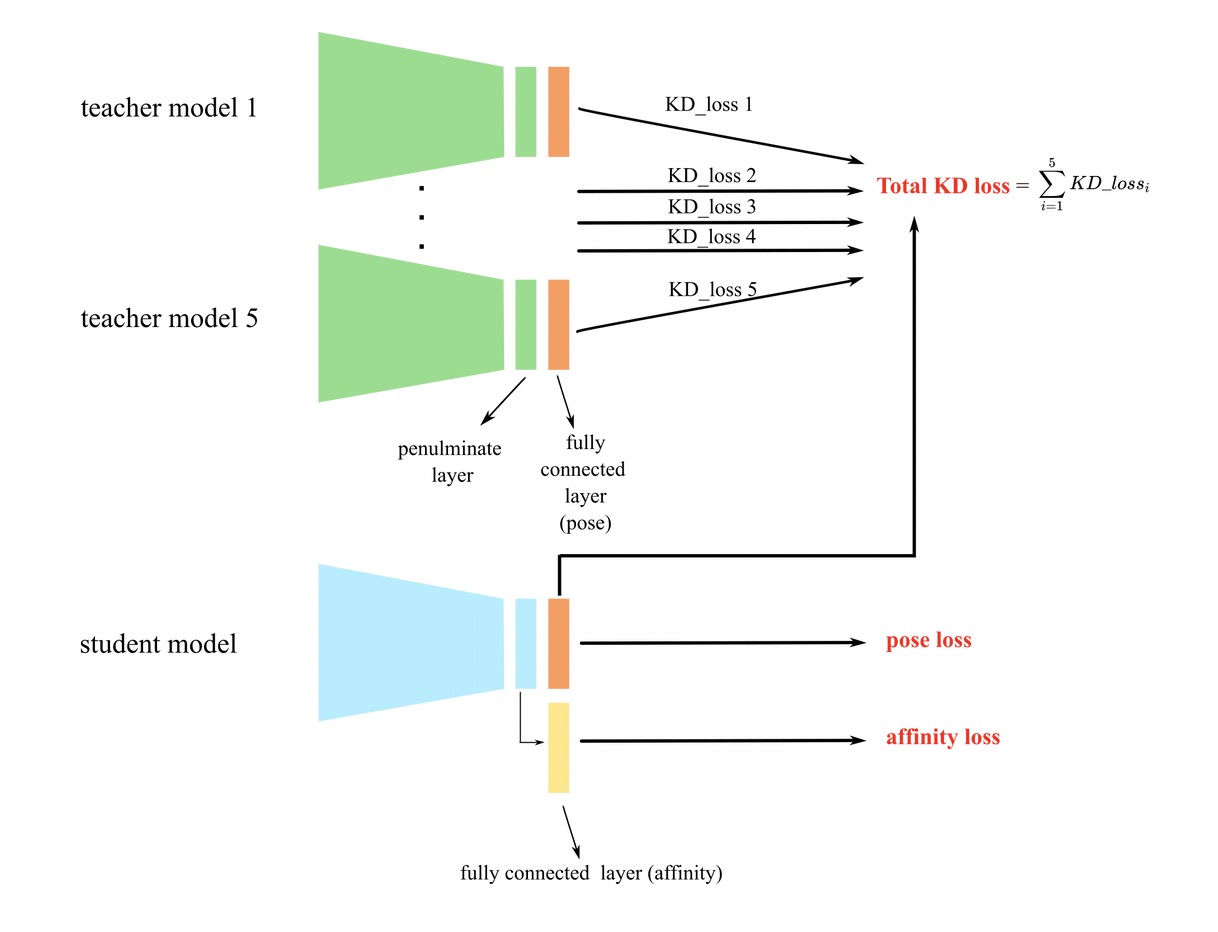 teacher model 1
KD_loss 1
KD_loss 2
KD_loss 3
KD_loss 4
KD_loss 5
Total KD loss = \sum_{i=1}^{5} KD_loss_i
teacher model 5
penulminate
layer
fully
connected
layer
(pose)
student model
pose loss
affinity loss
fully connected layer (affinity)